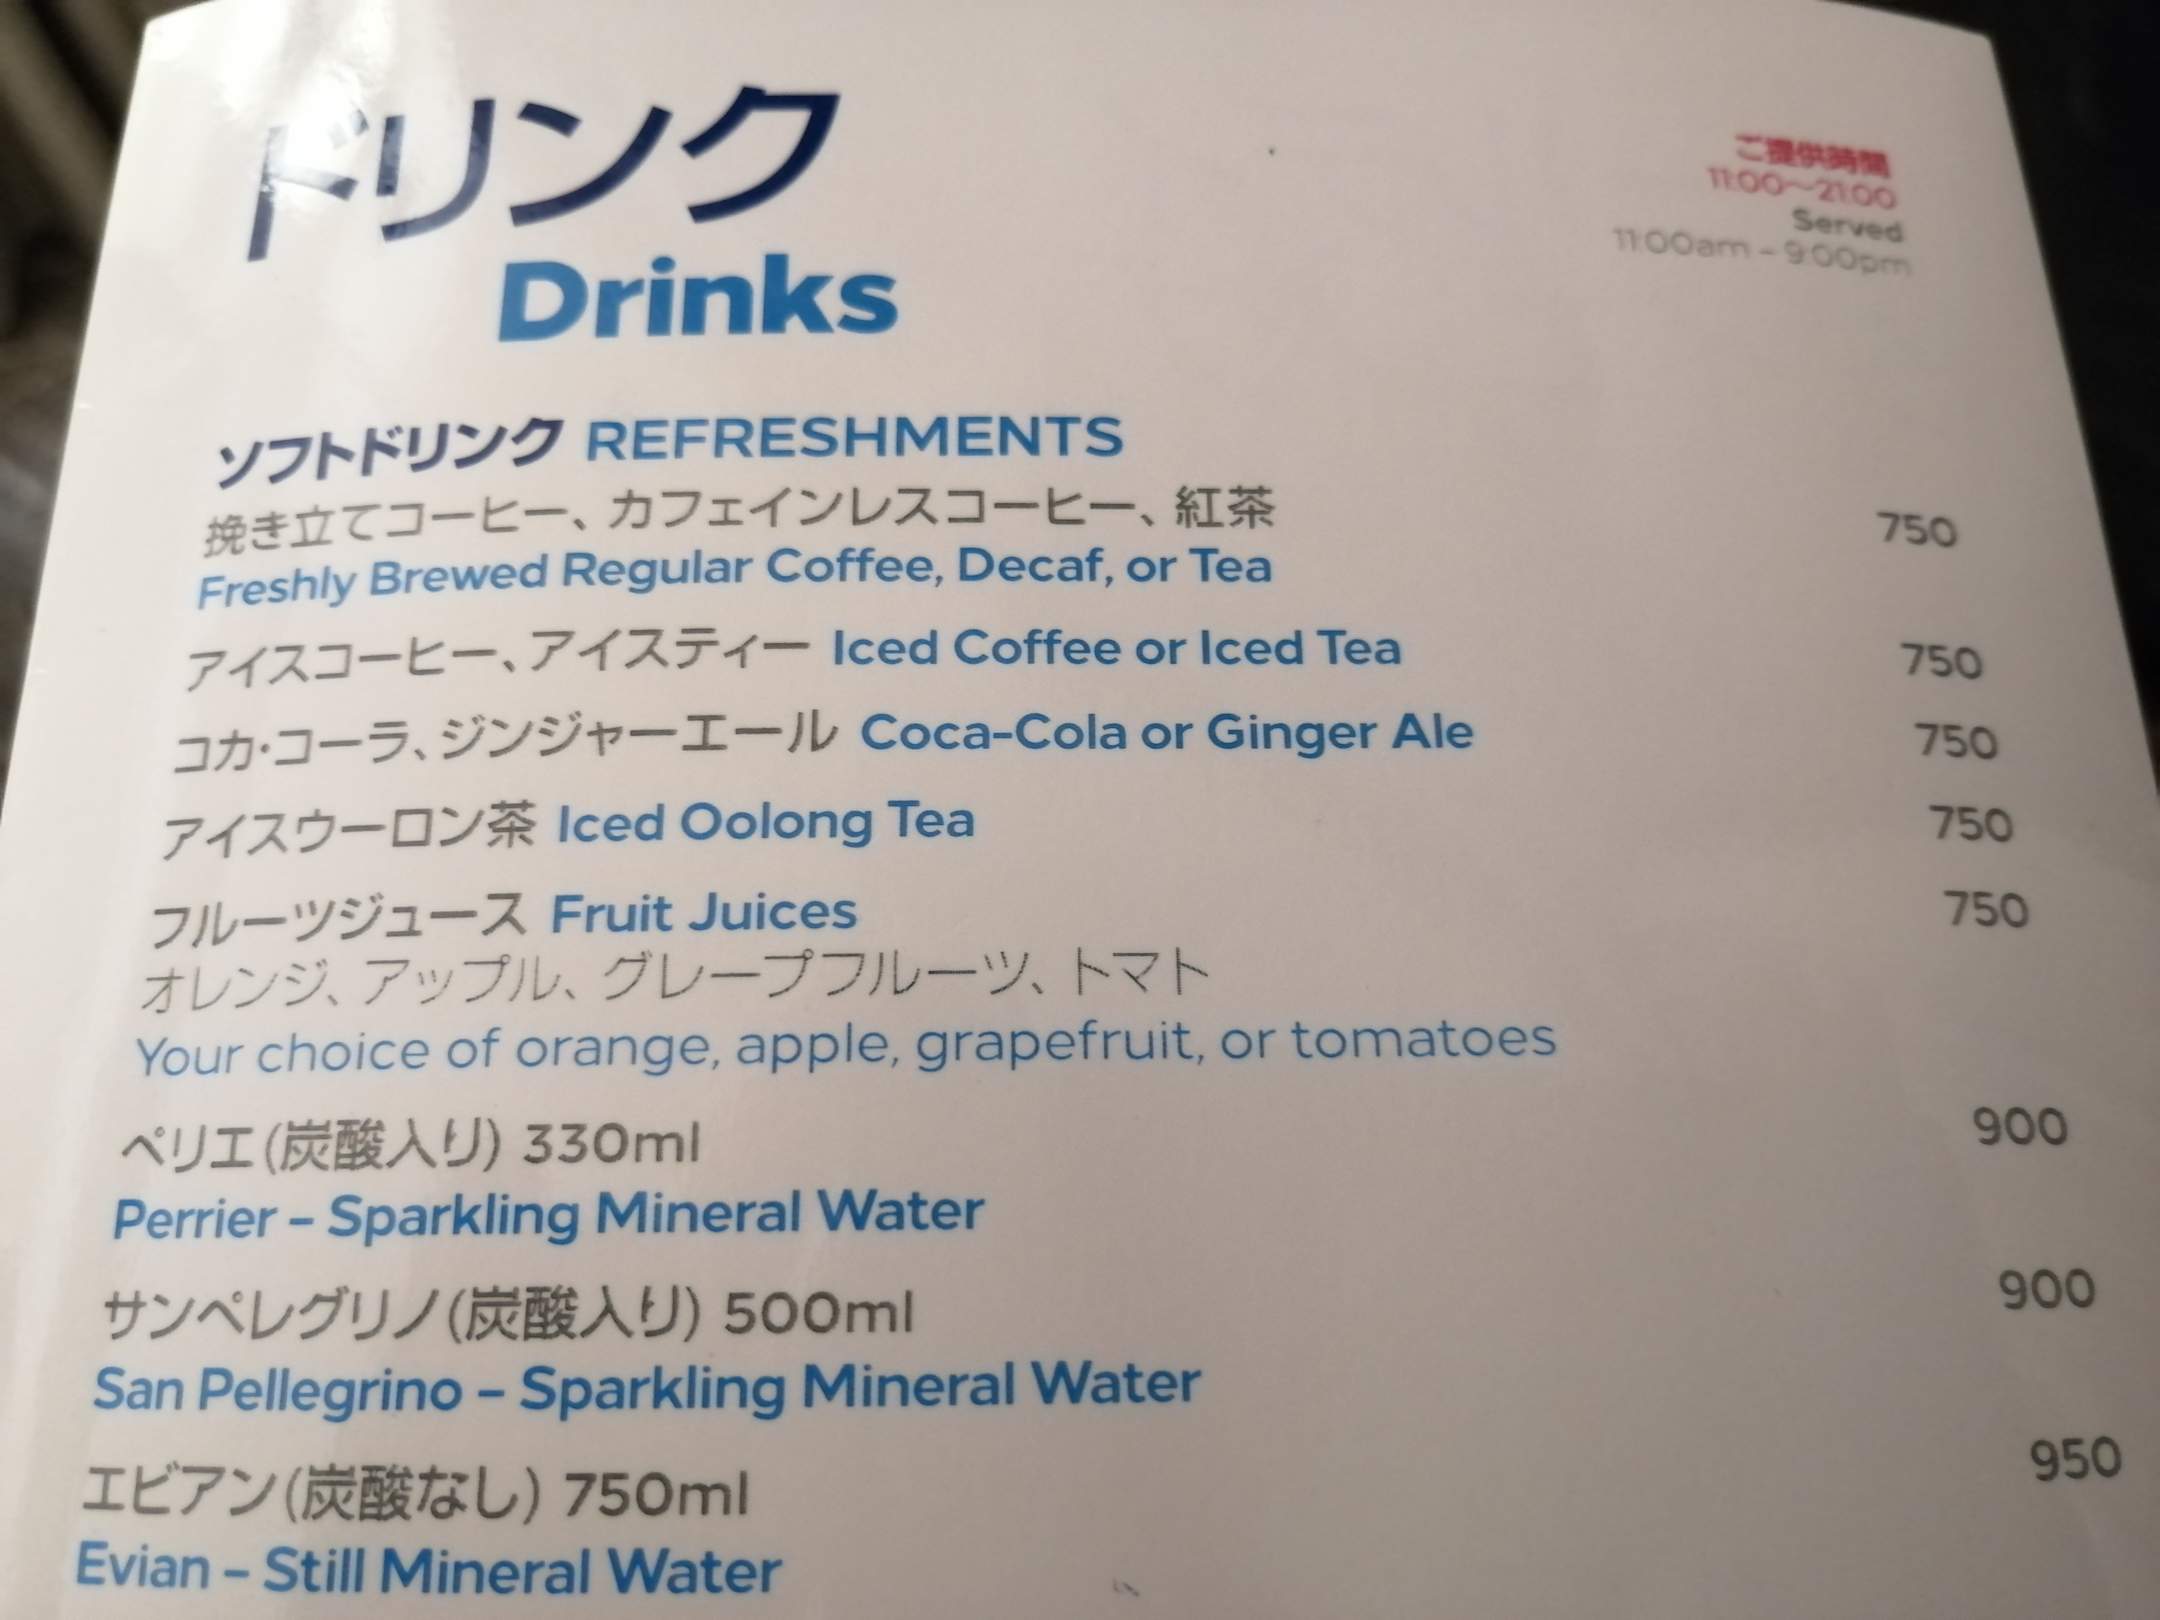 ドリンク
Drinks
ご提供時間
11:00～21:00
Served
11:00am – 9:00pm
ソフトドリンク REFRESHMENTS
挽き立てコーヒー、カフェインレスコーヒー、紅茶 750
Freshly Brewed Regular Coffee, Decaf, or Tea
アイスコーヒー、アイスティー Iced Coffee or Iced Tea 750
コカ・コーラ、ジンジャーエール Coca-Cola or Ginger Ale 750
アイスウーロン茶 Iced Oolong Tea 750
フルーツジュース Fruit Juices 750
オレンジ、アップル、グレープフルーツ、トマト
Your choice of orange, apple, grapefruit, or tomatoes
ペリエ(炭酸入り) 330ml 900
Perrier – Sparkling Mineral Water
サンペレグリノ(炭酸入り) 500ml 900
San Pellegrino – Sparkling Mineral Water
エビアン(炭酸なし) 750ml 950
Evian – Still Mineral Water